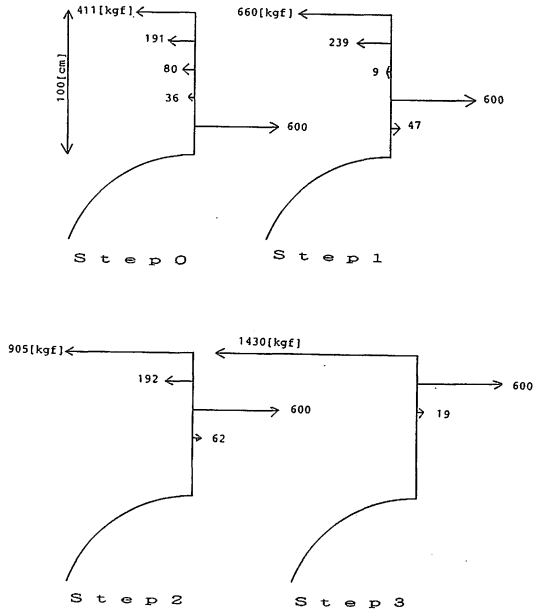 411[kgf]
191
80
36
100[cm]
600
Step0
660[kgf]
239
9
600
47
Step1
905[kgf]
192
600
62
Step2
1430[kgf]
600
19
Step3